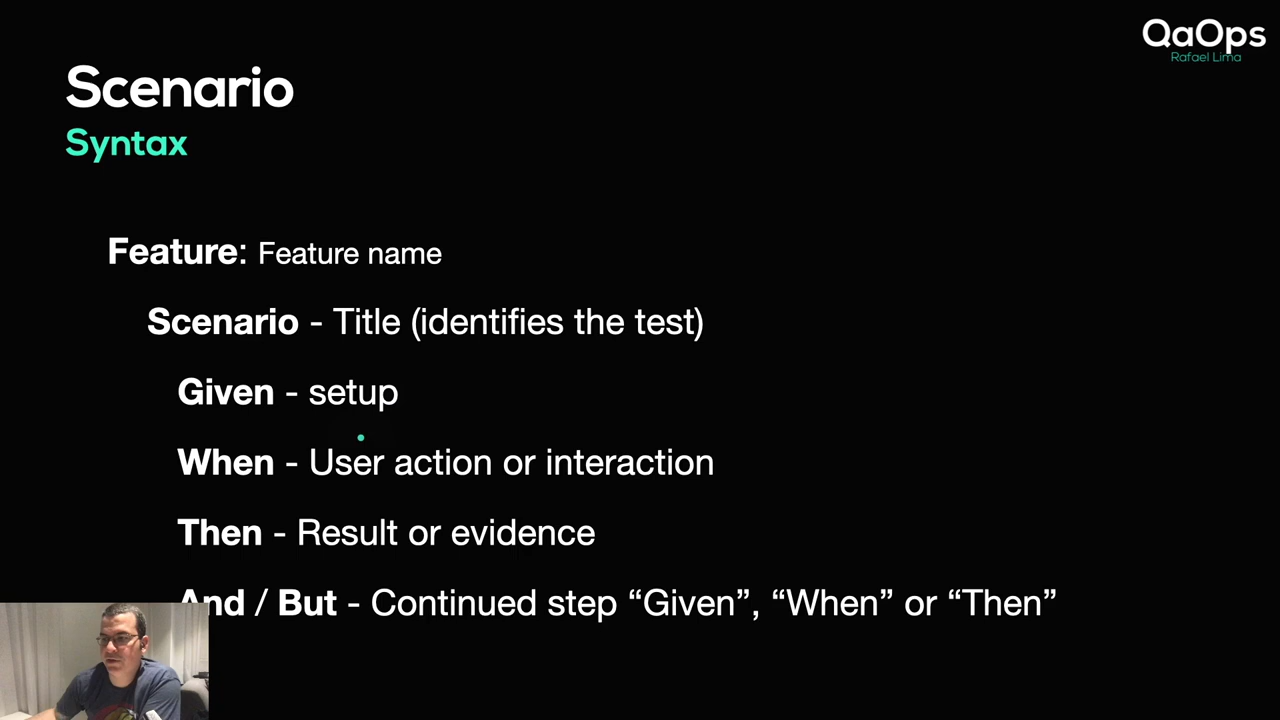 QaOps
Rafael Lima
Scenario
Syntax
Feature: Feature name
Scenario - Title (identifies the test)
Given - setup
When - User action or interaction
Then - Result or evidence
And / But - Continued step “Given”, “When” or “Then”